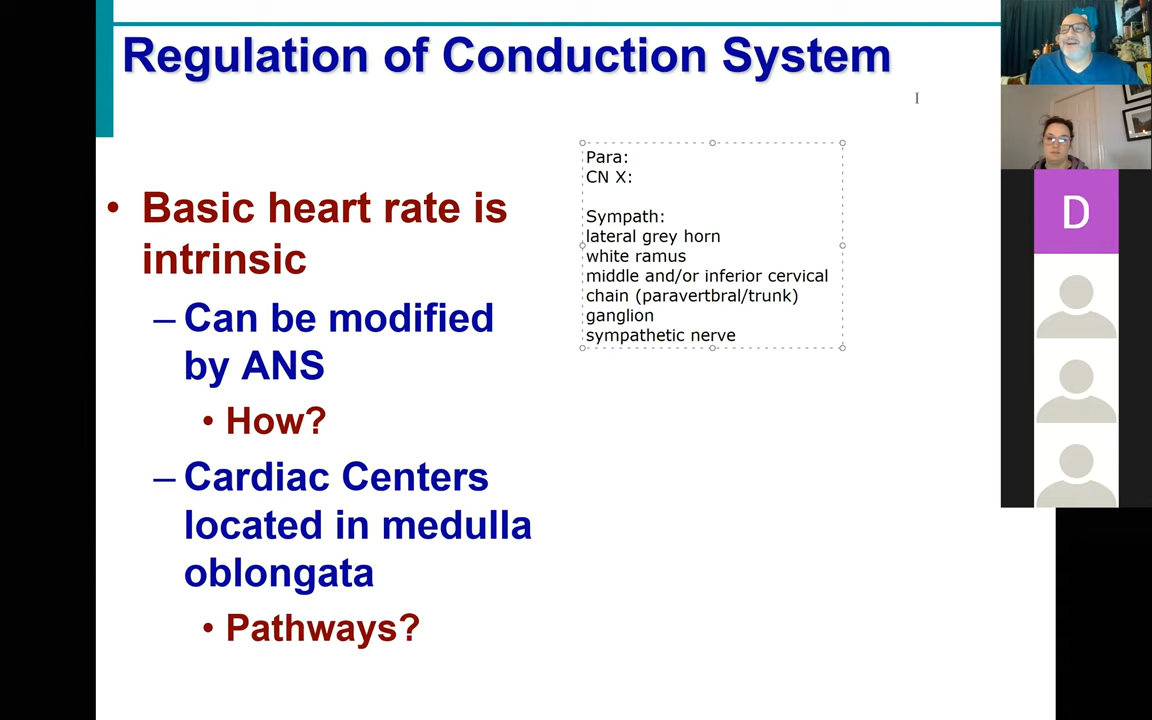 Regulation of Conduction System
• Basic heart rate is
intrinsic
– Can be modified
by ANS
• How?
– Cardiac Centers
located in medulla
oblongata
• Pathways?
Para:
CN X:
Sympath:
lateral grey horn
white ramus
middle and/or inferior cervical
chain (paravertbral/trunk)
ganglion
sympathetic nerve
D